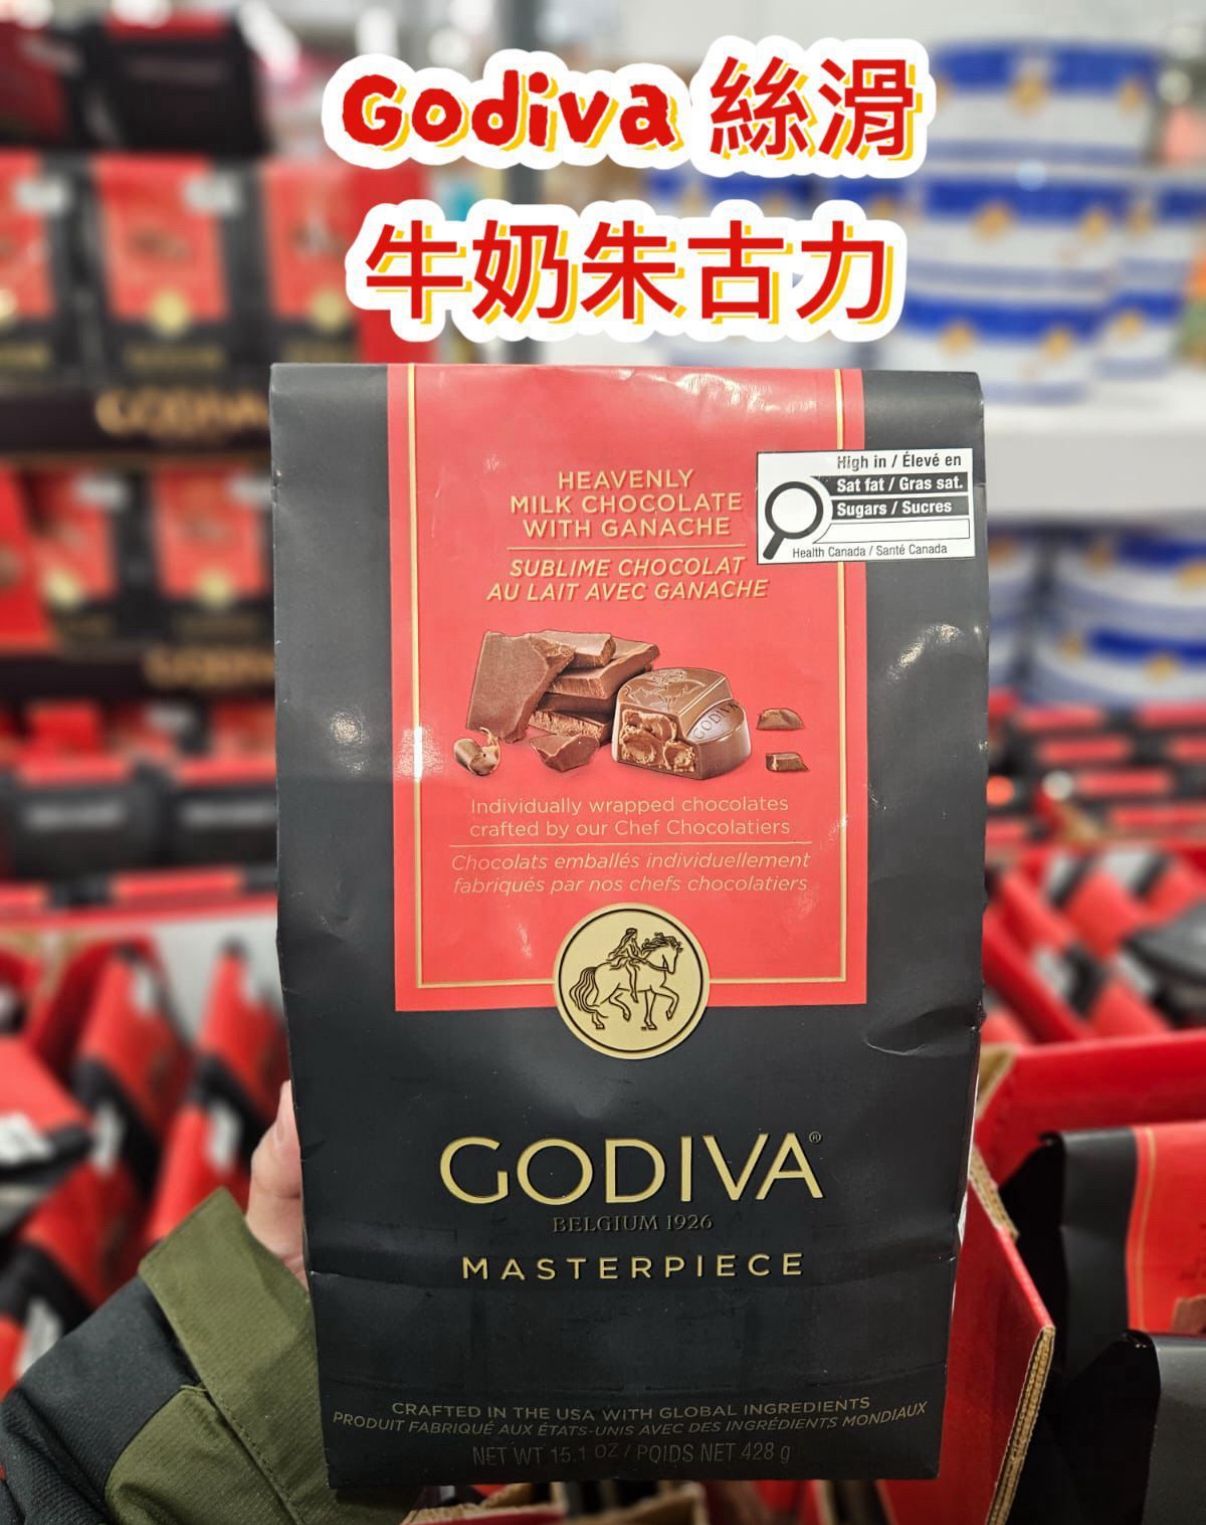 Godiva 絲滑
牛奶朱古力
HEAVENLY
MILK CHOCOLATE
WITH GANACHE
SUBLIME CHOCOLAT
AU LAIT AVEC GANACHE
High in / Élevé en
Sat fat / Gras sat.
Sugars / Sucres
Health Canada / Santé Canada
GODIVA
Individually wrapped chocolates
crafted by our Chef Chocolatiers
Chocolats emballés individuellement
fabriqués par nos chefs chocolatiers
GODIVA®
BELGIUM 1926
MASTERPIECE
CRAFTED IN THE USA WITH GLOBAL INGREDIENTS
PRODUIT FABRIQUÉ AUX ÉTATS-UNIS AVEC DES INGRÉDIENTS MONDIAUX
NET WT 15.1 OZ / POIDS NET 428 g
GODIVA